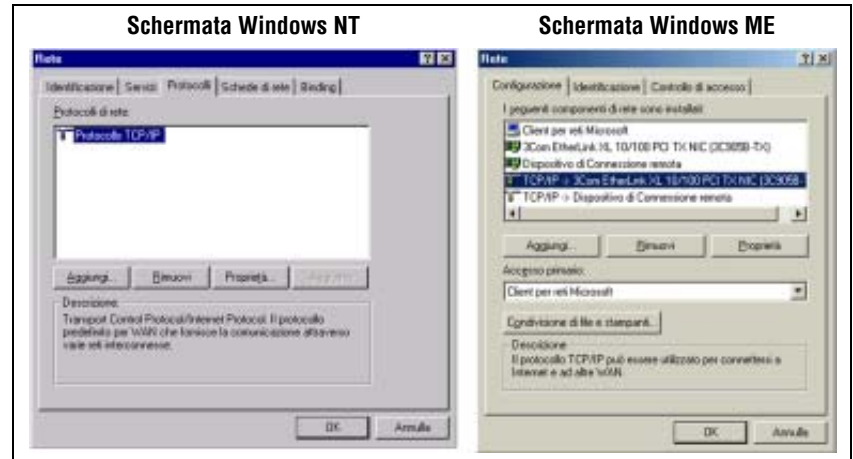 Schermata Windows NT
Rete
Identificazione Servizi Protocolli Schede di rete Binding
Protocolli di rete:
Protocollo TCP/IP
Aggiungi... Rimuovi Proprietà... Aggiorna
Descrizione:
Transport Control Protocol/Internet Protocol. Il protocollo
predefinito per WAN che fornisce la comunicazione attraverso
varie reti interconnesse.
OK Annulla
Schermata Windows ME
Rete
Configurazione Identificazione Controllo di accesso
I seguenti componenti di rete sono installati:
Client per reti Microsoft
3Com EtherLink XL 10/100 PCI TX NIC (3C905B-TX)
Dispositivo di Connessione remota
TCP/IP -> 3Com EtherLink XL 10/100 PCI TX NIC (3C905B-
TCP/IP -> Dispositivo di Connessione remota
Aggiungi... Rimuovi Proprietà
Accesso primario:
Client per reti Microsoft
Condivisione di file e stampanti...
Descrizione
Il protocollo TCP/IP può essere utilizzato per connettersi a
Internet e ad altre WAN.
OK Annulla